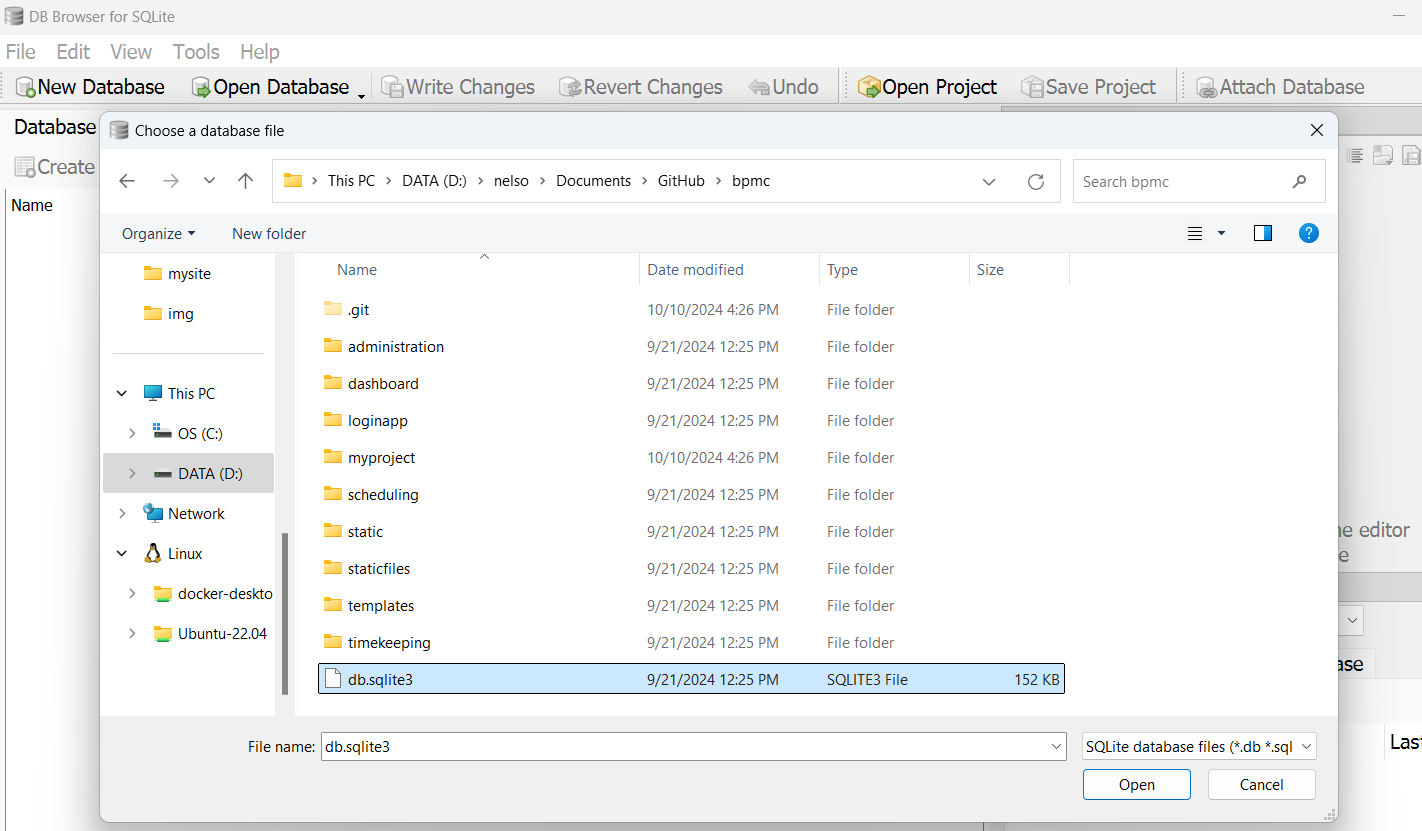 DB Browser for SQLite
File Edit View Tools Help
New Database Open Database Write Changes Revert Changes Undo Open Project Save Project Attach Database
Database
Choose a database file
Create
This PC > DATA (D:) > nelso > Documents > GitHub > bpmc
Search bpmc
Name
Organize New folder
?
Name Date modified Type Size
mysite
img
This PC
OS (C:)
DATA (D:)
Network
Linux
docker-deskto
Ubuntu-22.04
.git 10/10/2024 4:26 PM File folder
administration 9/21/2024 12:25 PM File folder
dashboard 9/21/2024 12:25 PM File folder
loginapp 9/21/2024 12:25 PM File folder
myproject 10/10/2024 4:26 PM File folder
scheduling 9/21/2024 12:25 PM File folder
static 9/21/2024 12:25 PM File folder
staticfiles 9/21/2024 12:25 PM File folder
templates 9/21/2024 12:25 PM File folder
timekeeping 9/21/2024 12:25 PM File folder
db.sqlite3 9/21/2024 12:25 PM SQLITE3 File 152 KB
editor
File name: db.sqlite3 SQLite database files (*.db *.sql
Open Cancel